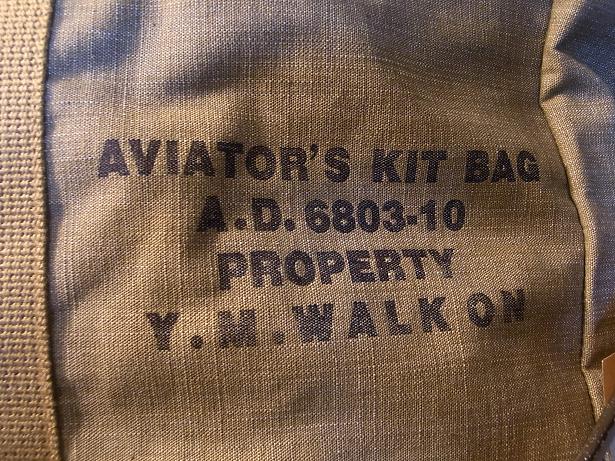 AVIATOR'S KIT BAG
A.D. 6803-10
PROPERTY
Y.M.WALK ON